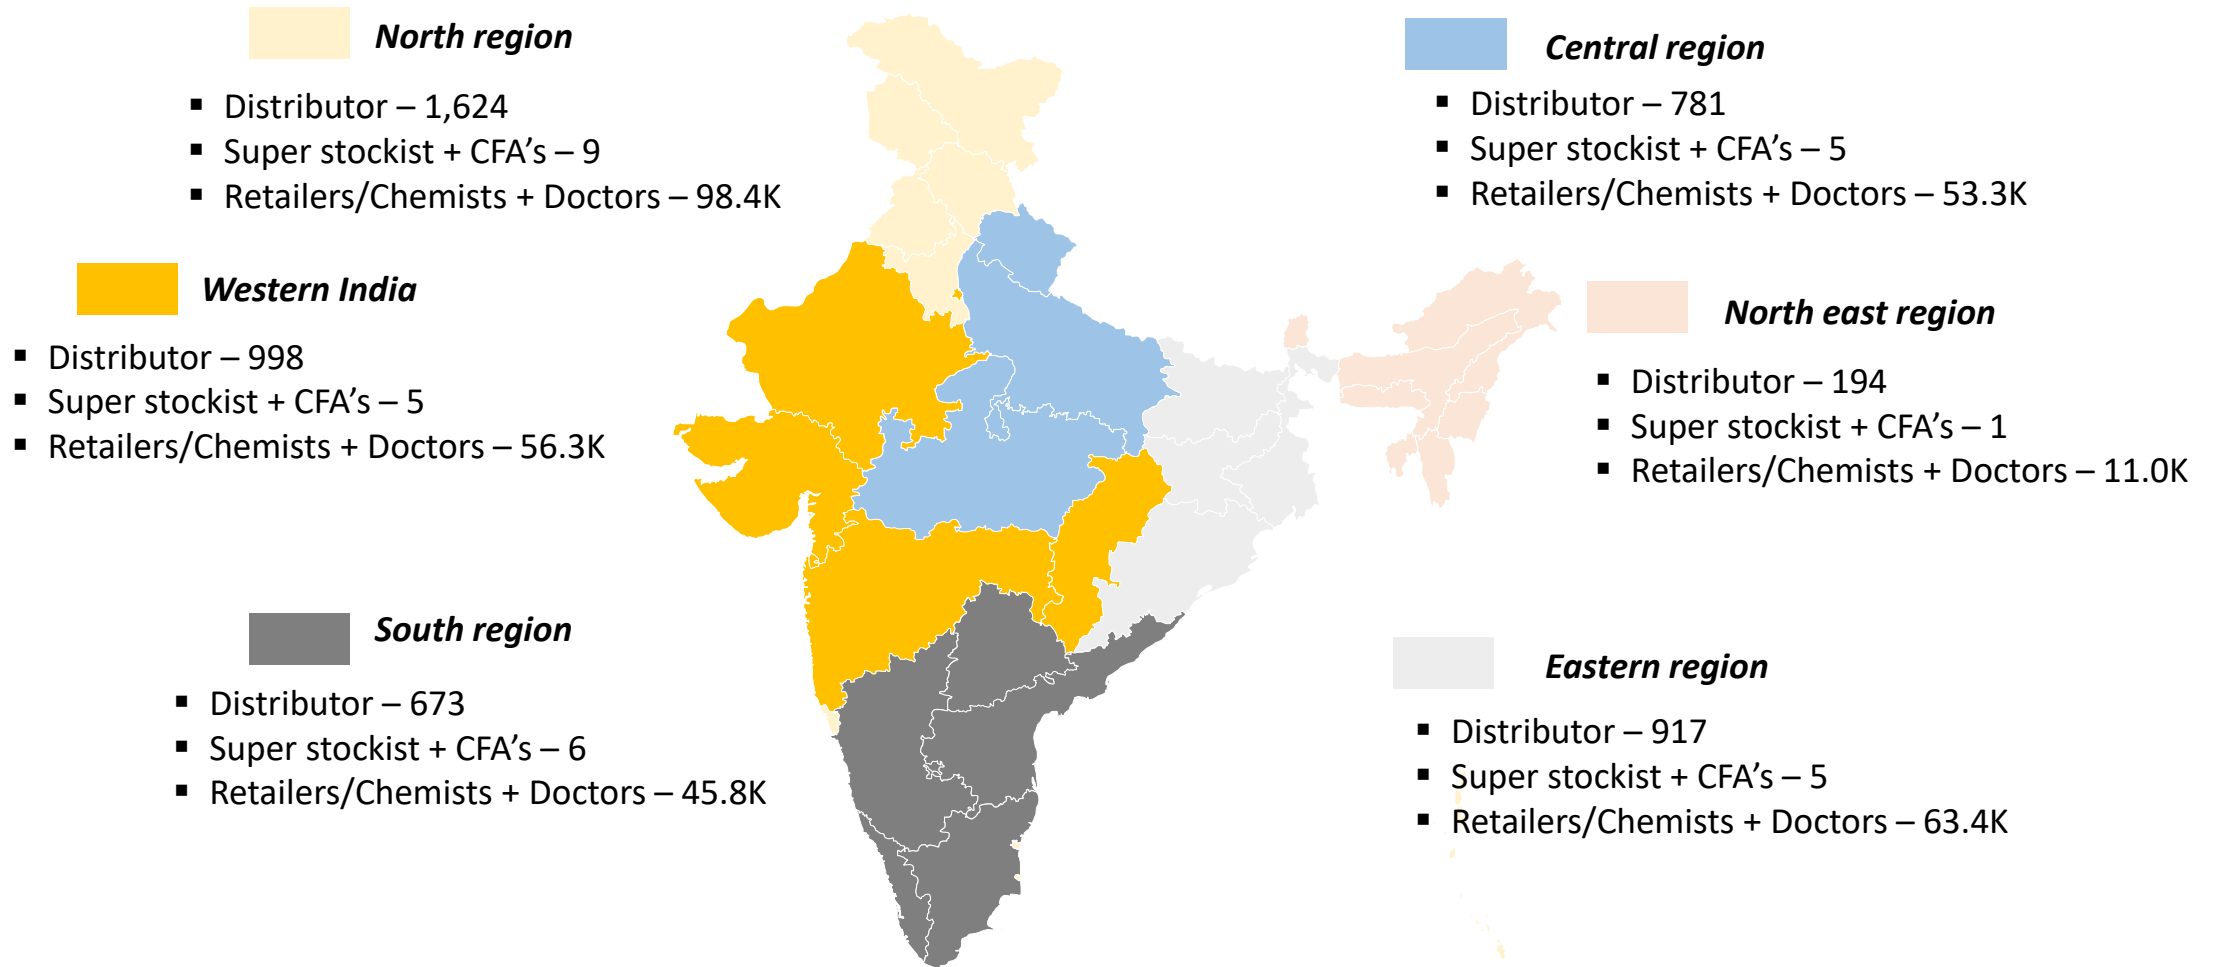 North region
▪ Distributor – 1,624
▪ Super stockist + CFA’s – 9
▪ Retailers/Chemists + Doctors – 98.4K
Western India
▪ Distributor – 998
▪ Super stockist + CFA’s – 5
▪ Retailers/Chemists + Doctors – 56.3K
South region
▪ Distributor – 673
▪ Super stockist + CFA’s – 6
▪ Retailers/Chemists + Doctors – 45.8K
Central region
▪ Distributor – 781
▪ Super stockist + CFA’s – 5
▪ Retailers/Chemists + Doctors – 53.3K
North east region
▪ Distributor – 194
▪ Super stockist + CFA’s – 1
▪ Retailers/Chemists + Doctors – 11.0K
Eastern region
▪ Distributor – 917
▪ Super stockist + CFA’s – 5
▪ Retailers/Chemists + Doctors – 63.4K